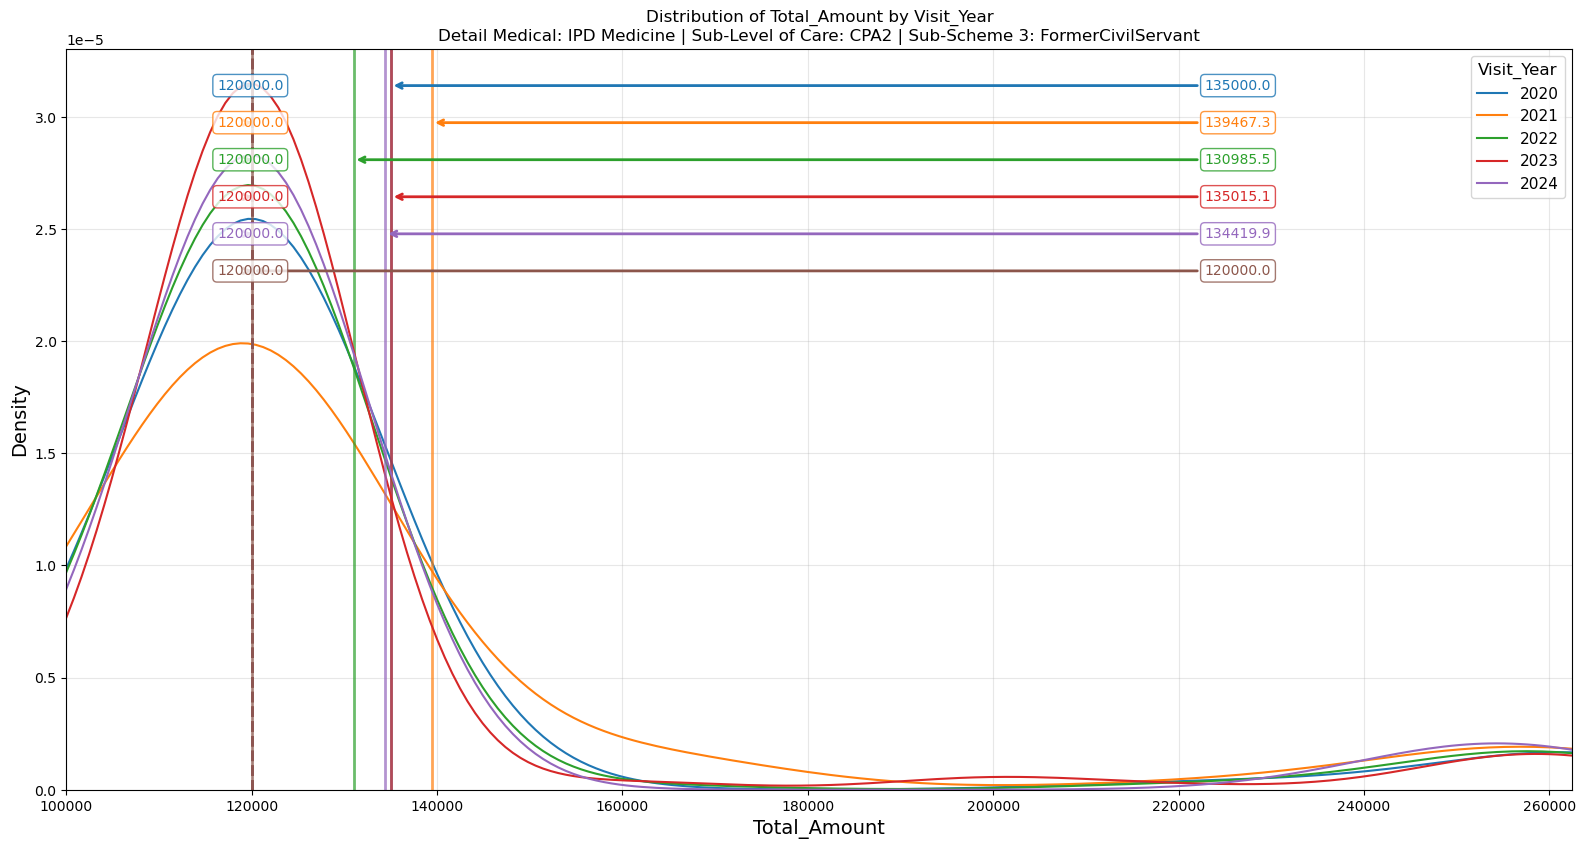 Distribution of Total_Amount by Visit_Year
Detail Medical: IPD Medicine | Sub-Level of Care: CPA2 | Sub-Scheme 3: FormerCivilServant
1e−5
Visit_Year
2020
2021
2022
2023
2024
120000.0 135000.0
120000.0 139467.3
120000.0 130985.5
120000.0 135015.1
120000.0 134419.9
120000.0 120000.0
3.0
2.5
2.0
1.5
1.0
0.5
0.0
Density
100000 120000 140000 160000 180000 200000 220000 240000 260000
Total_Amount